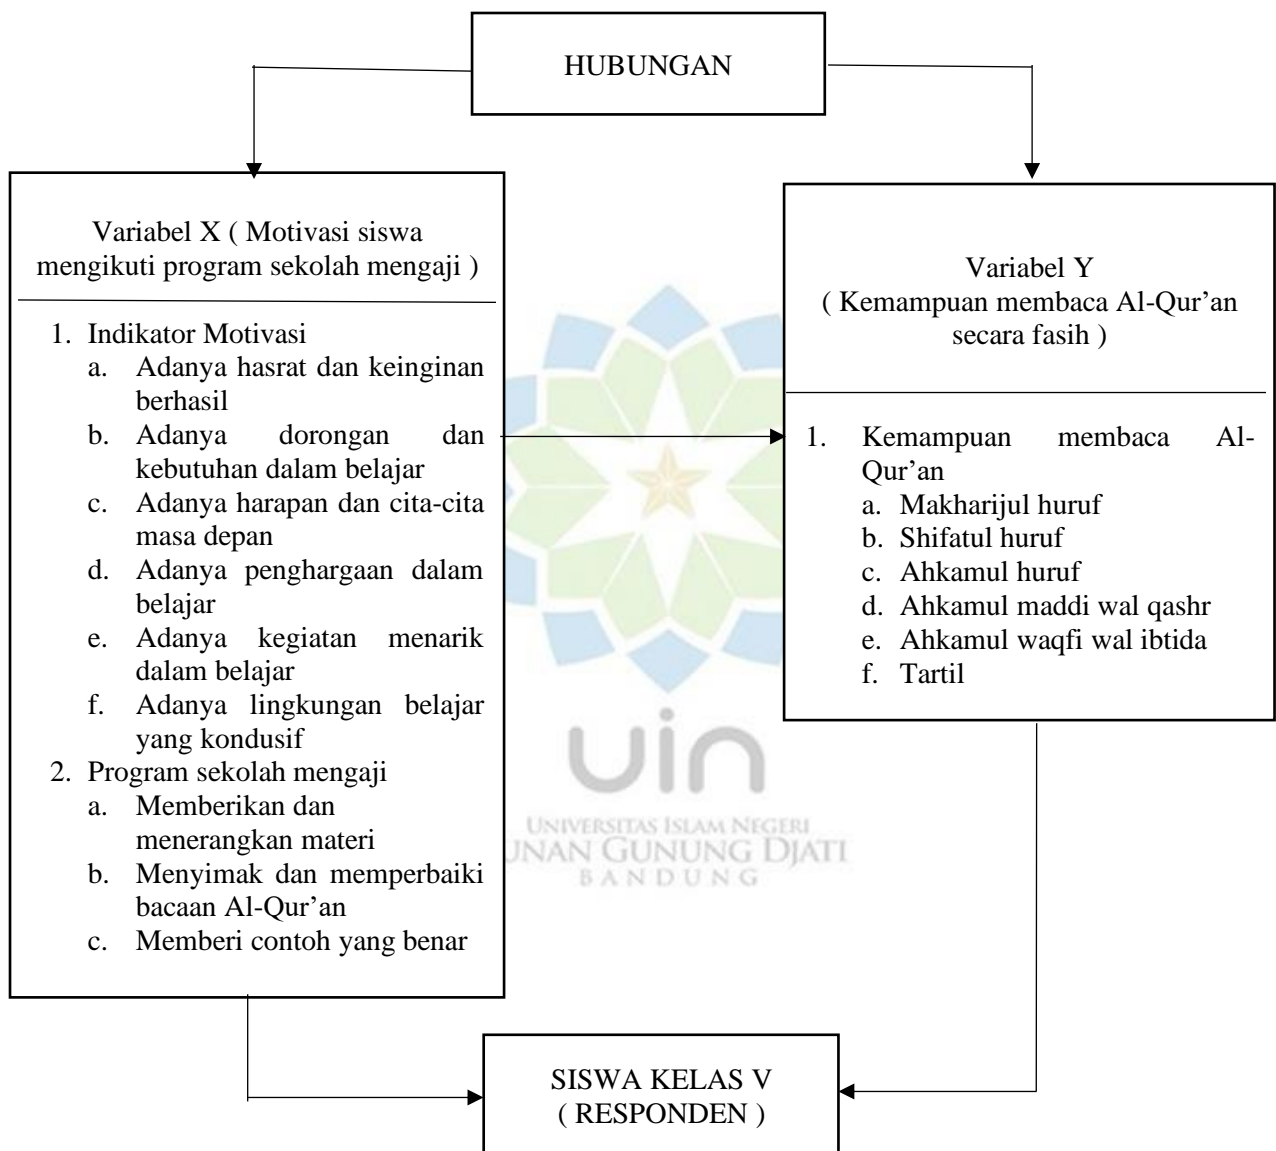 HUBUNGAN
Variabel X ( Motivasi siswa
mengikuti program sekolah mengaji )
1. Indikator Motivasi
a. Adanya hasrat dan keinginan
berhasil
b. Adanya dorongan dan
kebutuhan dalam belajar
c. Adanya harapan dan cita-cita
masa depan
d. Adanya penghargaan dalam
belajar
e. Adanya kegiatan menarik
dalam belajar
f. Adanya lingkungan belajar
yang kondusif
2. Program sekolah mengaji
a. Memberikan dan
menerangkan materi
b. Menyimak dan memperbaiki
bacaan Al-Qur’an
c. Memberi contoh yang benar
Variabel Y
( Kemampuan membaca Al-Qur’an
secara fasih )
1. Kemampuan membaca Al-
Qur’an
a. Makharijul huruf
b. Shifatul huruf
c. Ahkamul huruf
d. Ahkamul maddi wal qashr
e. Ahkamul waqfi wal ibtida
f. Tartil
uin
UNIVERSITAS ISLAM NEGERI
UNAN GUNUNG DJATI
BANDUNG
SISWA KELAS V
( RESPONDEN )